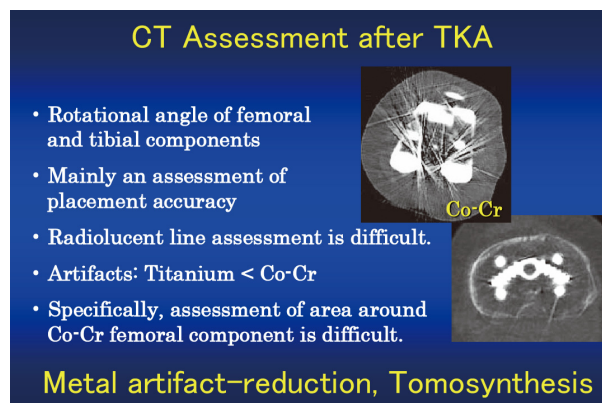 CT Assessment after TKA
• Rotational angle of femoral
and tibial components
• Mainly an assessment of
placement accuracy
Co-Cr
• Radiolucent line assessment is difficult.
• Artifacts: Titanium < Co-Cr
• Specifically, assessment of area around
Co-Cr femoral component is difficult.
Metal artifact-reduction, Tomosynthesis